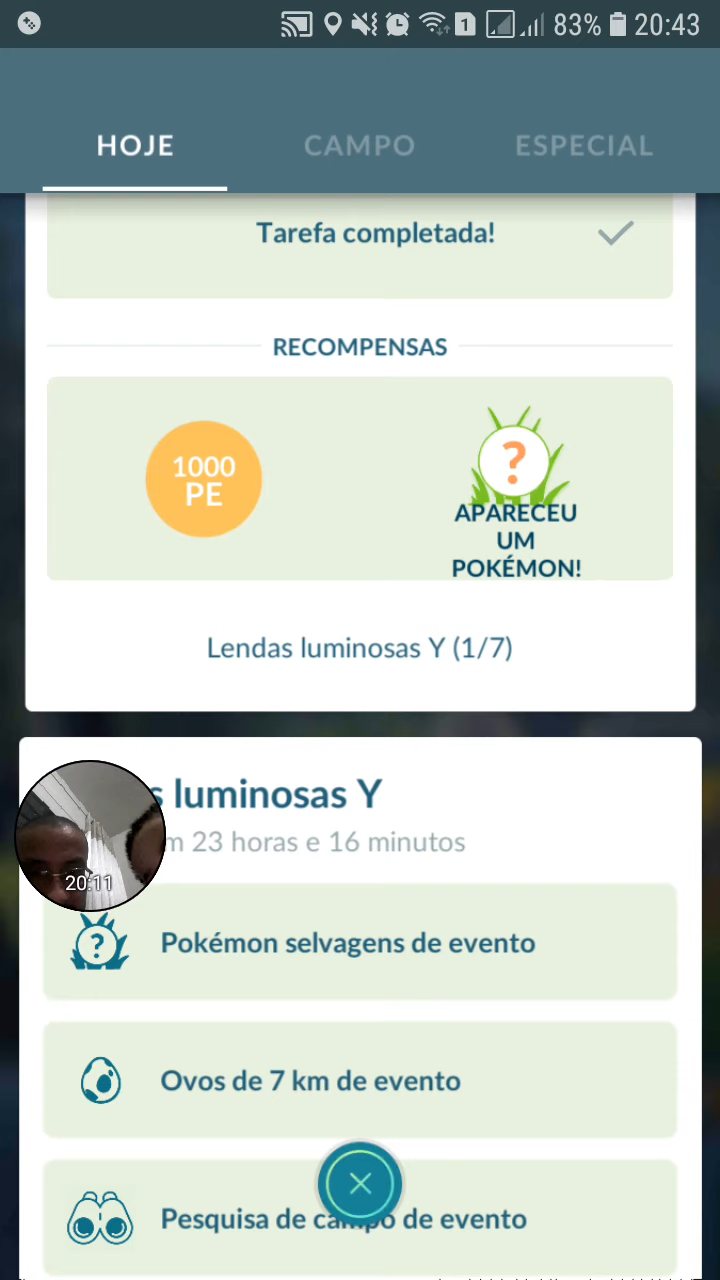 1 83% 20:43
HOJE CAMPO ESPECIAL
Tarefa completada!
RECOMPENSAS
1000
PE
?
APARECEU
UM
POKÉMON!
Lendas luminosas Y (1/7)
s luminosas Y
m 23 horas e 16 minutos
20:11
?
Pokémon selvagens de evento
Ovos de 7 km de evento
Pesquisa de campo de evento